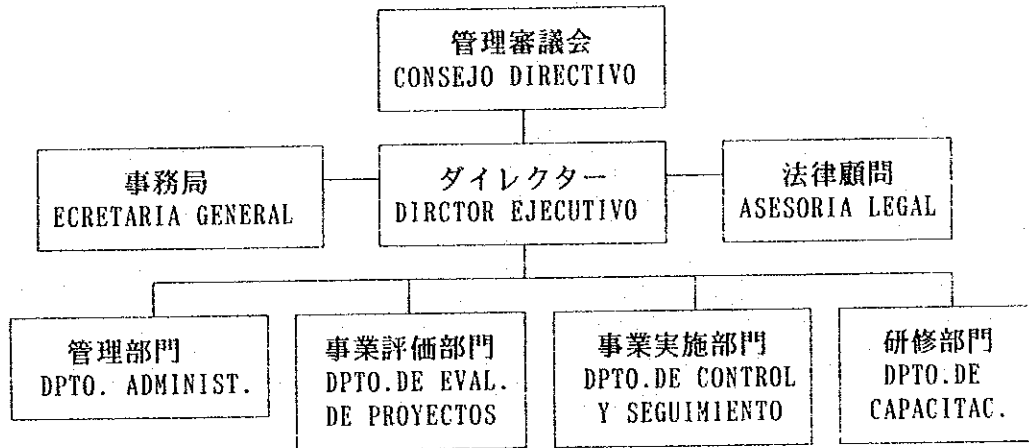 管理審議会
CONSEJO DIRECTIVO
事務局
ECRETARIA GENERAL
ダイレクター
DIRCTOR EJECUTIVO
法律顧問
ASESORIA LEGAL
管理部門
DPTO. ADMINIST.
事業評価部門
DPTO.DE EVAL.
DE PROYECTOS
事業実施部門
DPTO.DE CONTROL
Y SEGUIMIENTO
研修部門
DPTO.DE
CAPACITAC.